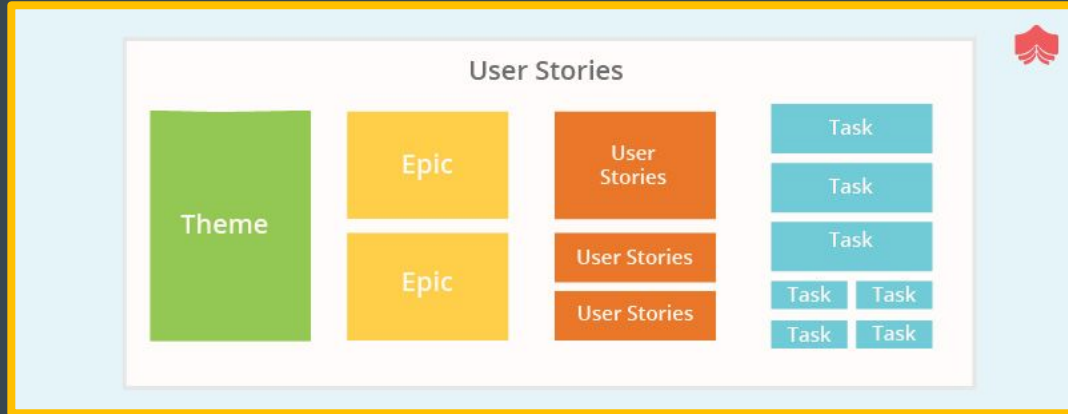 User Stories
Theme
Epic
Epic
User
Stories
User Stories
User Stories
Task
Task
Task
Task Task
Task Task